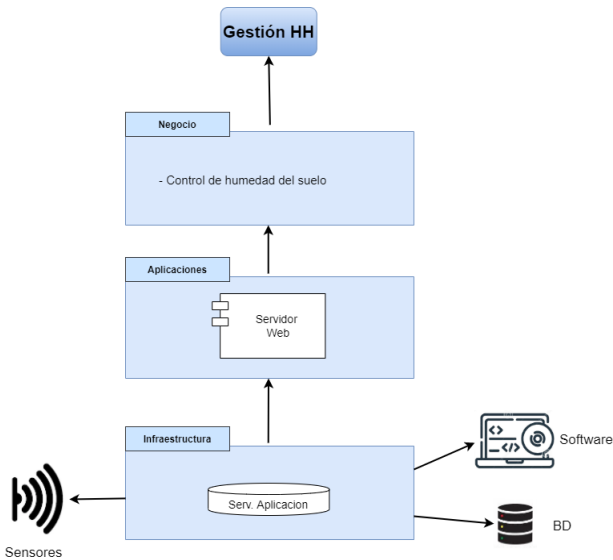 Gestión HH
Negocio
- Control de humedad del suelo
Aplicaciones
Servidor
Web
Infraestructura
Serv. Aplicacion
Software
BD
Sensores